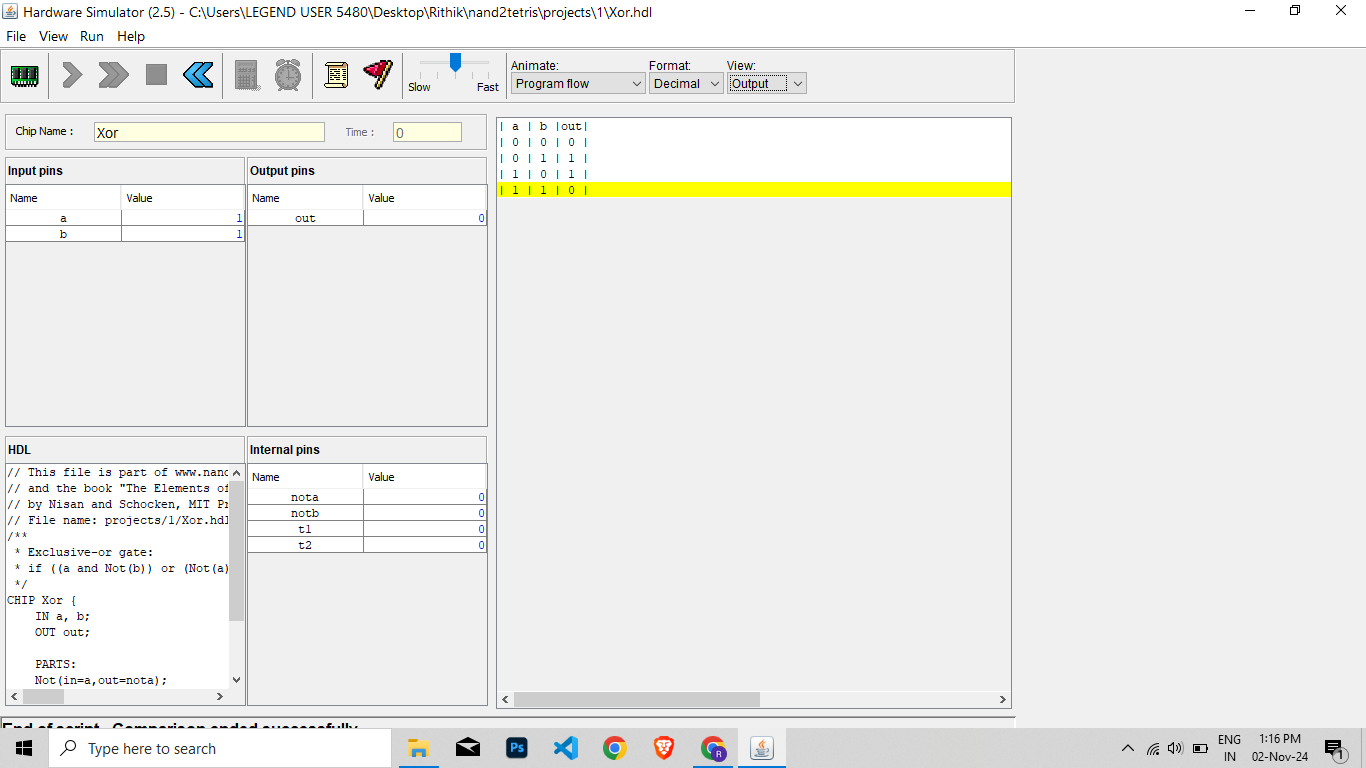 Hardware Simulator (2.5) - C:\Users\LEGEND USER 5480\Desktop\Rithik\nand2tetris\projects\1\Xor.hdl
File View Run Help
Slow Fast
Animate: Format: View:
Program flow Decimal Output
Chip Name : Xor Time : 0
Input pins
Name Value
a 1
b 1
Output pins
Name Value
out 0
| a | b |out|
| 0 | 0 | 0 |
| 0 | 1 | 1 |
| 1 | 0 | 1 |
| 1 | 1 | 0 |
HDL
// This file is part of www.nand
// and the book "The Elements of
// by Nisan and Schocken, MIT Pr
// File name: projects/1/Xor.hdl
/**
* Exclusive-or gate:
* if ((a and Not(b)) or (Not(a)
*/
CHIP Xor {
IN a, b;
OUT out;
PARTS:
Not(in=a,out=nota);
Internal pins
Name Value
nota 0
notb 0
t1 0
t2 0
End of script - Comparison ended successfully
Type here to search
Ps
R
ENG
IN
1:16 PM
02-Nov-24
1